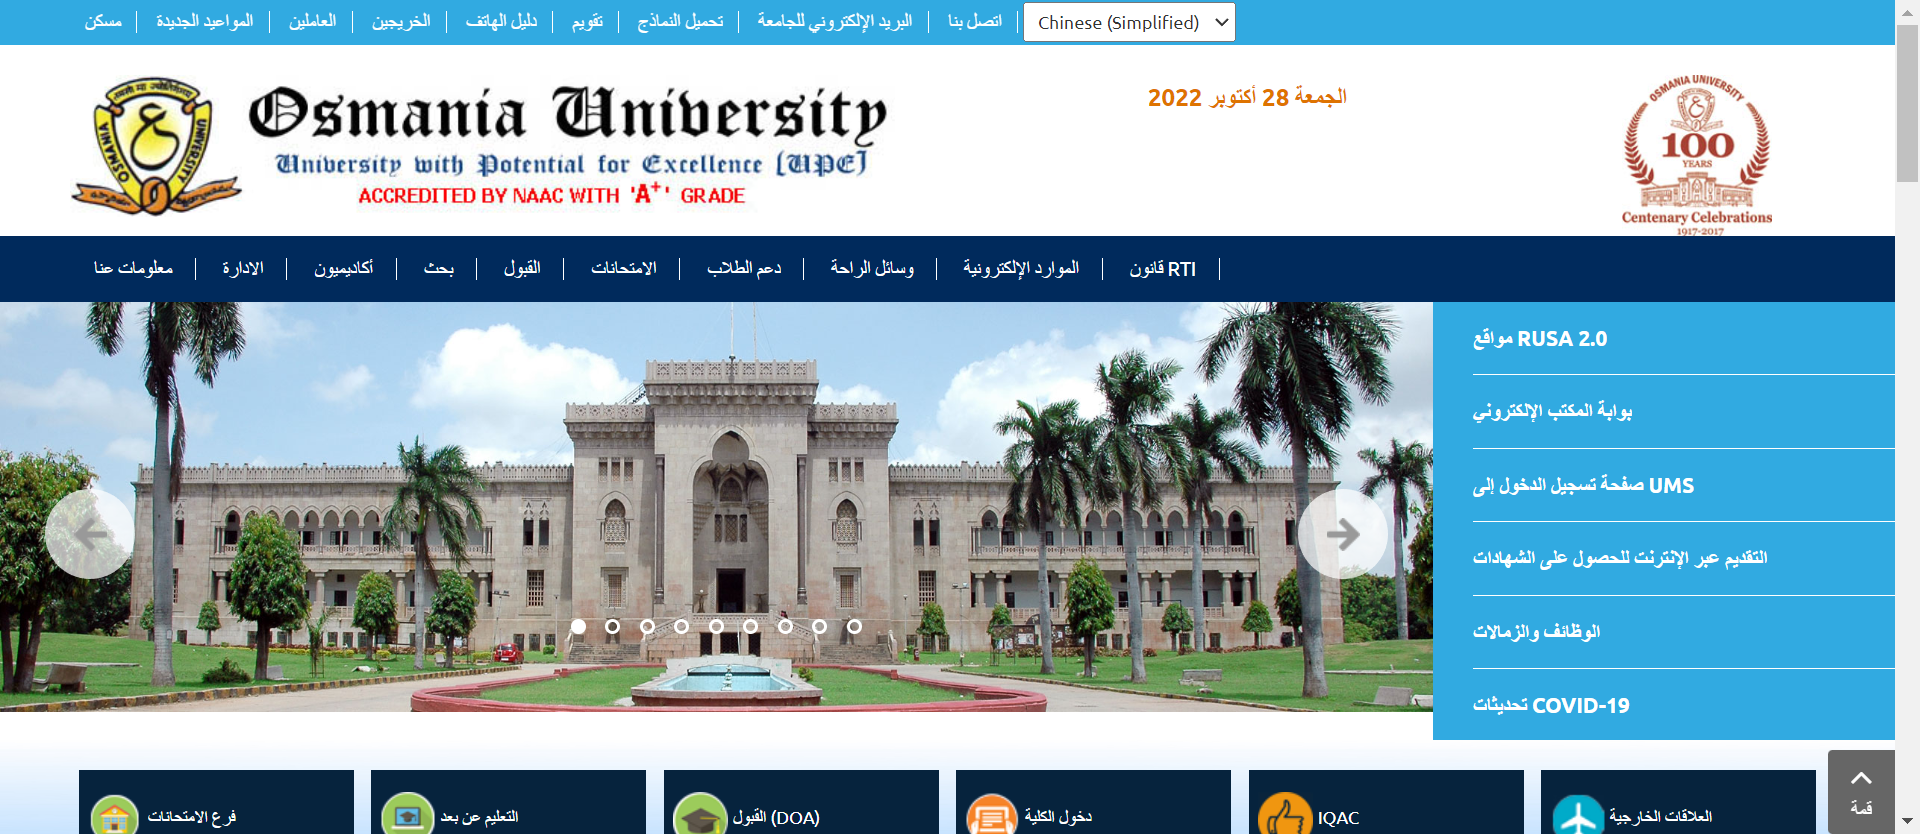 مسكن
المواعيد الجديدة
العاملين
الخريجين
دليل الهاتف
تقويم
تحميل النماذج
البريد الإلكتروني للجامعة
اتصل بنا
Chinese (Simplified)
Osmania University
University with Potential for Excellence (UPE)
ACCREDITED BY NAAC WITH 'A+' GRADE
OSMANIA UNIVERSITY
الجمعة 28 أكتوبر 2022
OSMANIA UNIVERSITY
100
YEARS
Centenary Celebrations
1917-2017
معلومات عنا
الادارة
أكاديميون
بحث
القبول
الامتحانات
دعم الطلاب
وسائل الراحة
الموارد الإلكترونية
قانون RTI
مواقع RUSA 2.0
بوابة المكتب الإلكتروني
صفحة تسجيل الدخول إلى UMS
التقديم عبر الإنترنت للحصول على الشهادات
الوظائف والزمالات
تحديثات COVID-19
فرع الامتحانات
التعليم عن بعد
القبول (DOA)
دخول الكلية
IQAC
العلاقات الخارجية
قمة